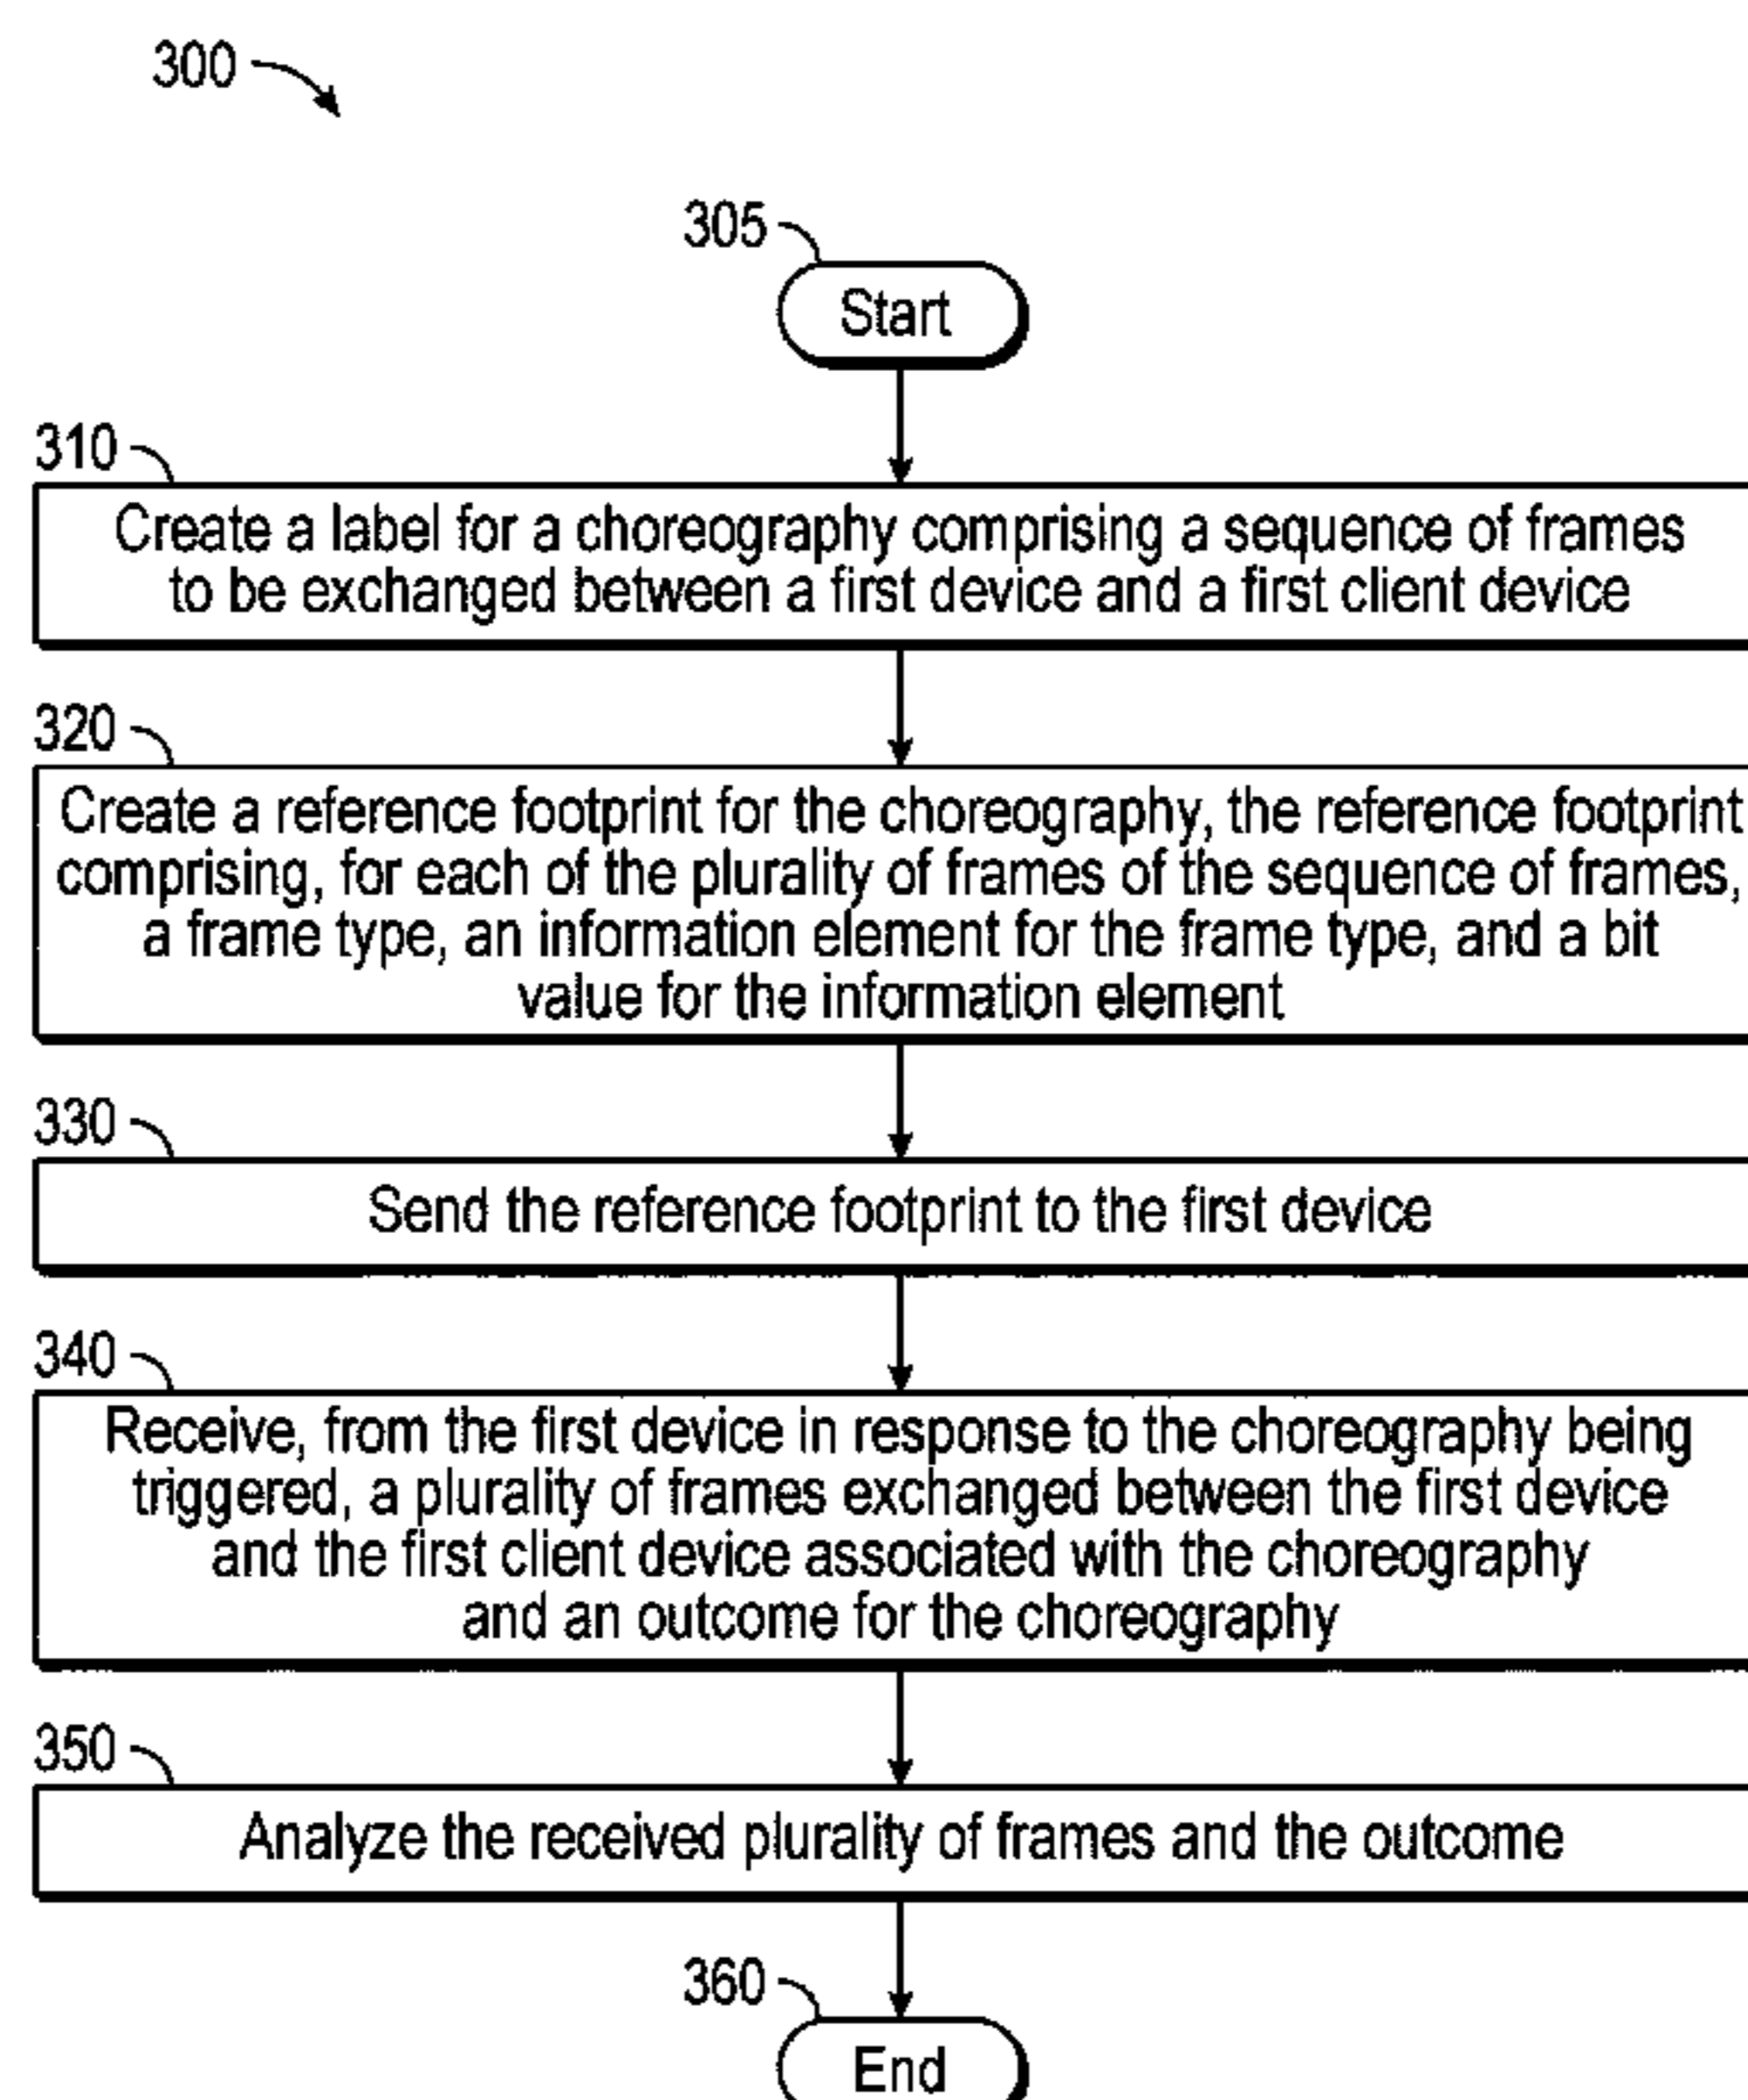 300
305
Start
310
Create a label for a choreography comprising a sequence of frames
to be exchanged between a first device and a first client device
320
Create a reference footprint for the choreography, the reference footprint
comprising, for each of the plurality of frames of the sequence of frames,
a frame type, an information element for the frame type, and a bit
value for the information element
330
Send the reference footprint to the first device
340
Receive, from the first device in response to the choreography being
triggered, a plurality of frames exchanged between the first device
and the first client device associated with the choreography
and an outcome for the choreography
350
Analyze the received plurality of frames and the outcome
360
End